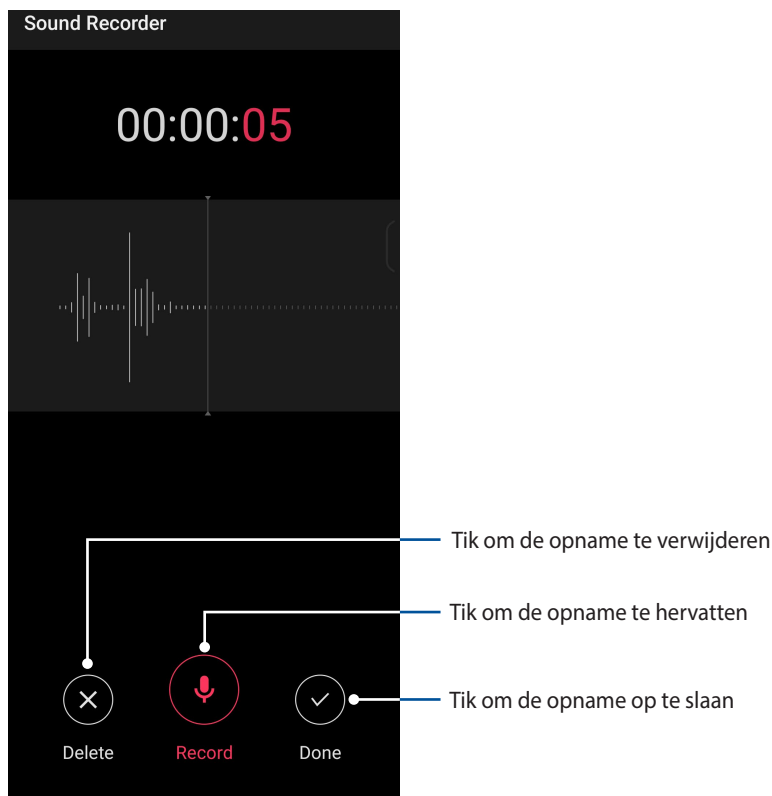 Sound Recorder
00:00:05
Tik om de opname te verwijderen
Tik om de opname te hervatten
Tik om de opname op te slaan
Delete
Record
Done